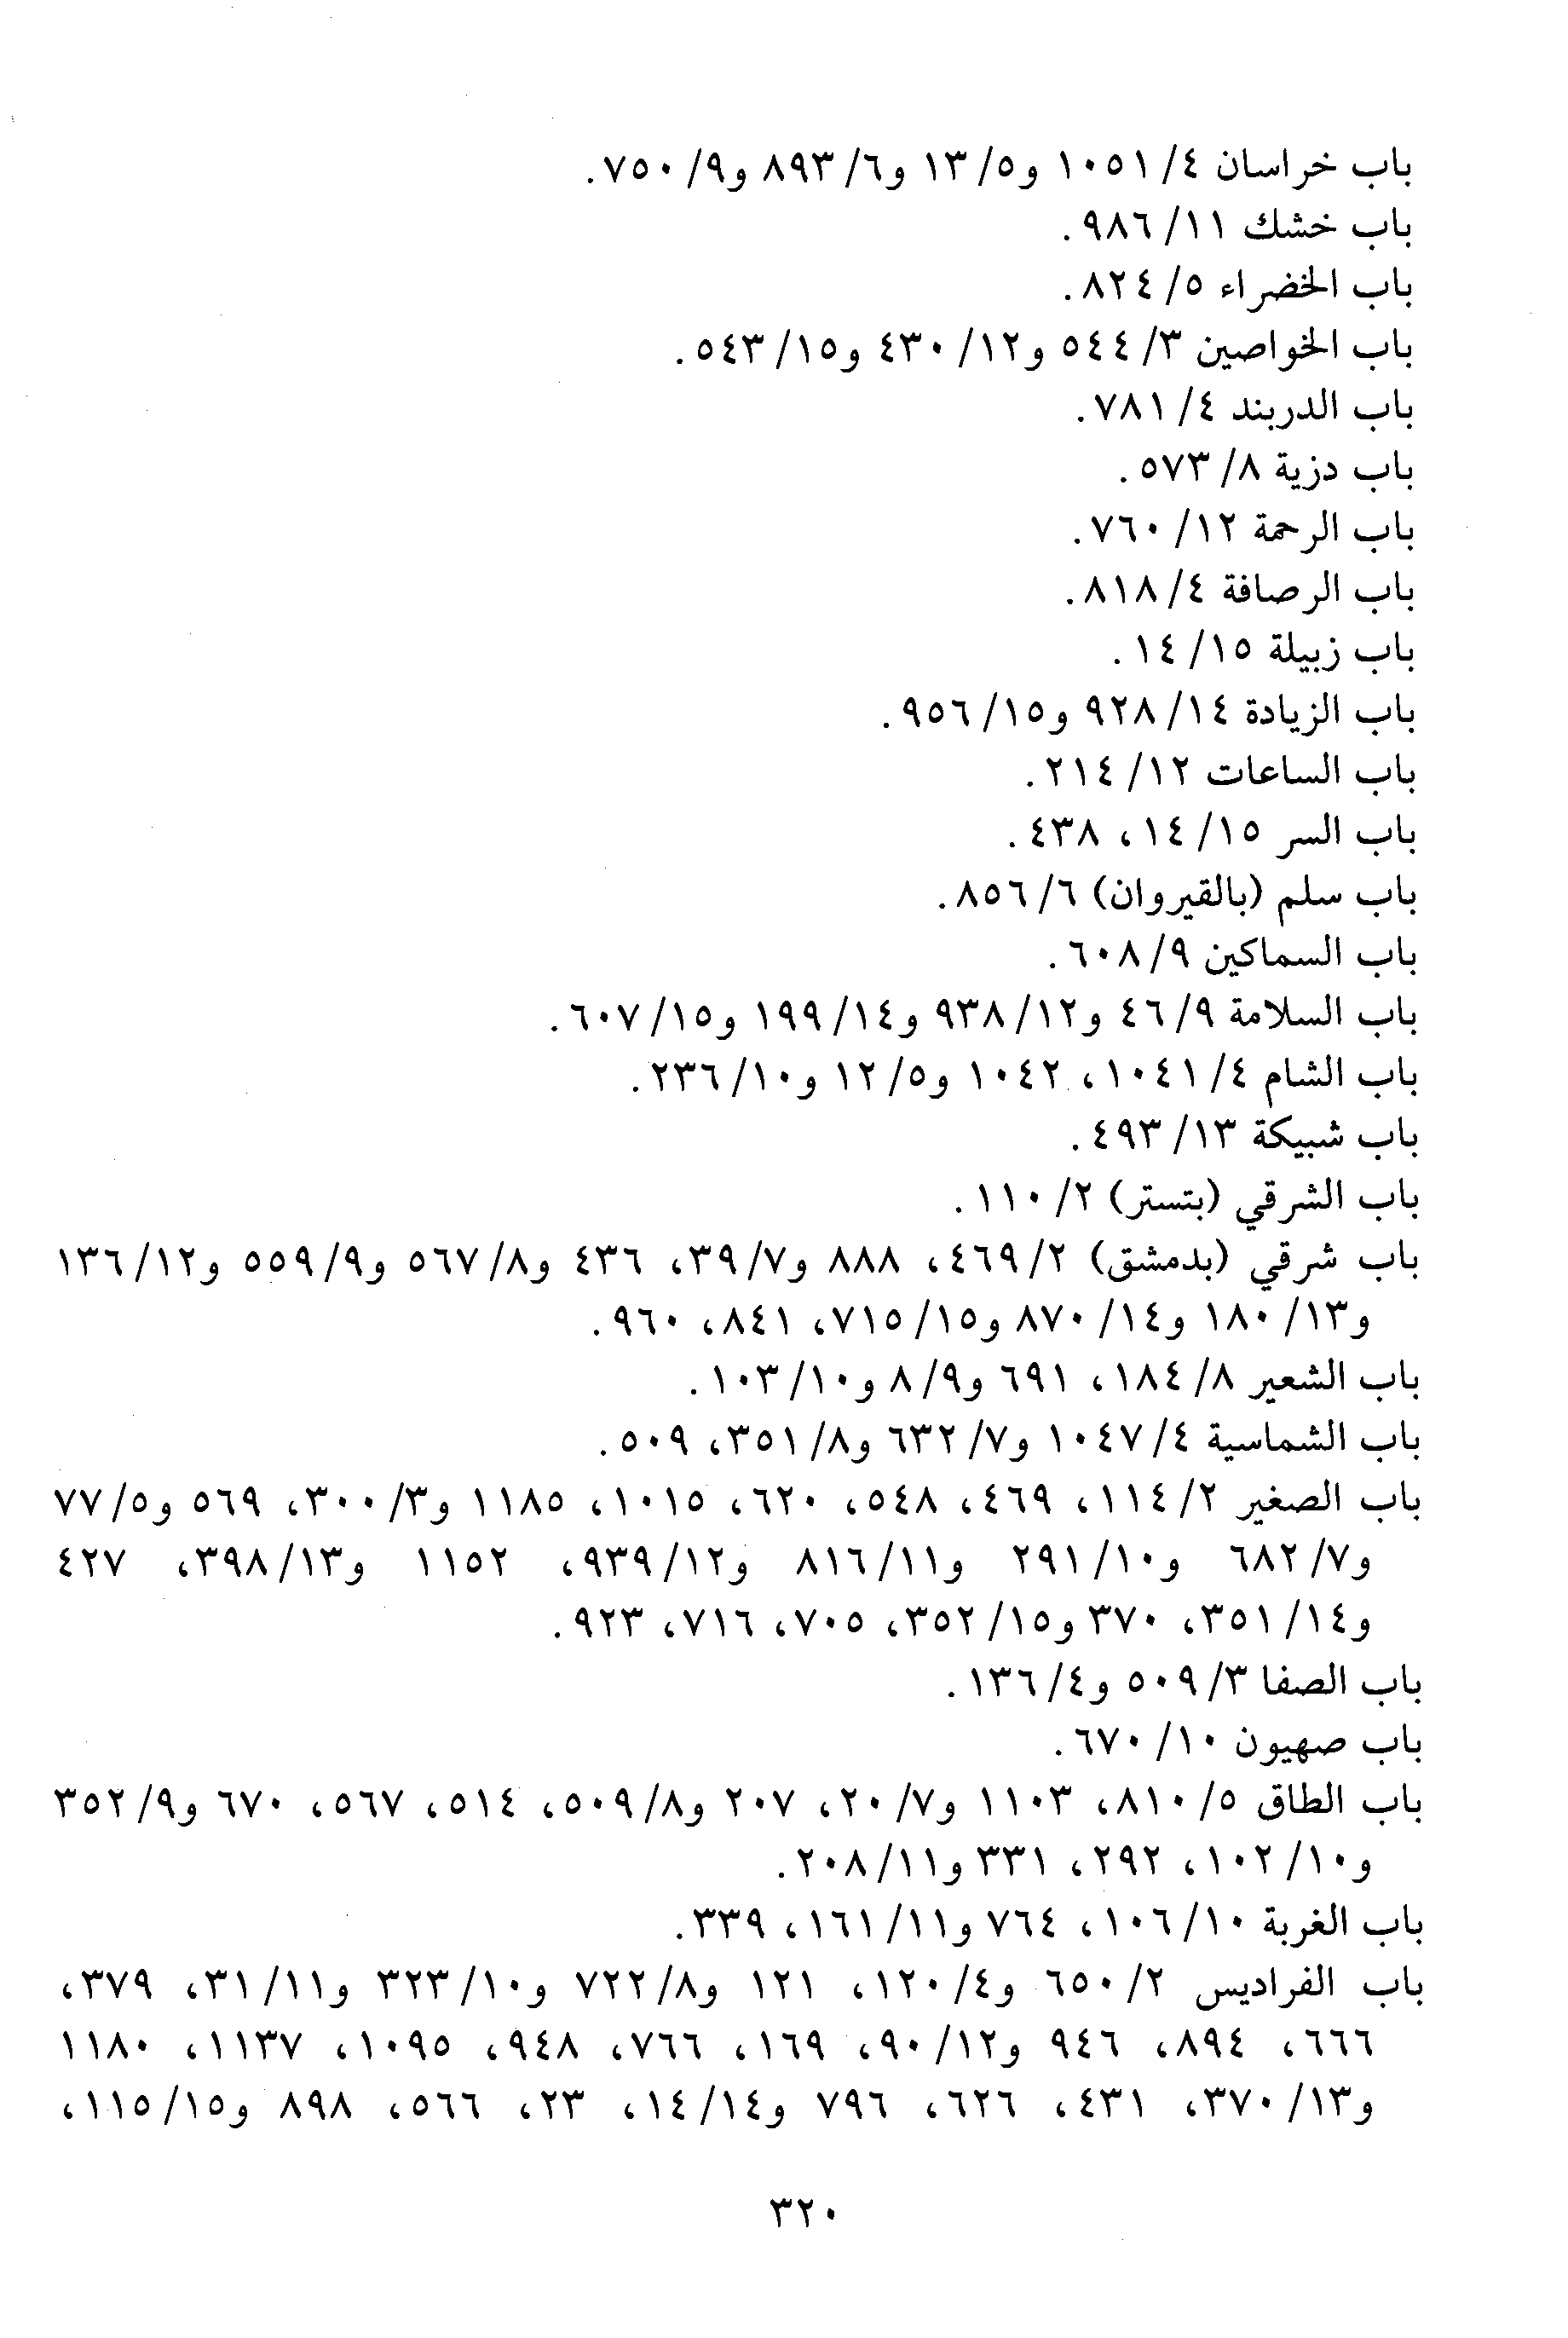 باب خراسان ٤/ ١٠٥١ و٥/ ١٣ و٦/ ٨٩٣ و٩/ ٧٥٠.
باب خشك ١١/ ٩٨٦.
باب الخضراء ٥/ ٨٢٤.
باب الخواصين ٣/ ٥٤٤ و١٢/ ٤٣٠ و١٥/ ٥٤٣.
باب الدربند ٤/ ٧٨١.
باب دزية ٨/ ٥٧٣.
باب الرحمة ١٢/ ٧٦٠.
باب الرصافة ٤/ ٨١٨.
باب زبيلة ١٥/ ١٤.
باب الزيادة ١٤/ ٩٢٨ و١٥/ ٩٥٦.
باب الساعات ١٢/ ٢١٤.
باب السر ١٥/ ١٤، ٤٣٨.
باب سلم (بالقيروان) ٦/ ٨٥٦.
باب السماكين ٩/ ٦٠٨.
باب السلامة ٩/ ٤٦ و١٢/ ٩٣٨ و١٤/ ١٩٩ و١٥/ ٦٠٧.
باب الشام ٤/ ١٠٤١، ١٠٤٢ و٥/ ١٢ و١٠/ ٢٣٦.
باب شبيكة ١٣/ ٤٩٣.
باب الشرقي (بتستر) ٢/ ١١٠.
باب شرقي (بدمشق) ٢/ ٤٦٩، ٨٨٨ و٧/ ٣٩، ٤٣٦ و٨/ ٥٦٧ و٩/ ٥٥٩ و١٢/ ١٣٦
و١٣/ ١٨٠ و١٤/ ٨٧٠ و١٥/ ٧١٥، ٨٤١، ٩٦٠.
باب الشعير ٨/ ١٨٤، ٦٩١ و٩/ ٨ و١٠/ ١٠٣.
باب الشماسية ٤/ ١٠٤٧ و٧/ ٦٣٢ و٨/ ٣٥١، ٥٠٩.
باب الصغير ٢/ ١١٤، ٤٦٩، ٥٤٨، ٦٢٠، ١٠١٥، ١١٨٥ و٣/ ٣٠٠، ٥٦٩ و٥/ ٧٧
و٧/ ٦٨٢ و١٠/ ٢٩١ و١١/ ٨١٦ و١٢/ ٩٣٩، ١١٥٢ و١٣/ ٣٩٨، ٤٢٧
و١٤/ ٣٥١، ٣٧٠ و١٥/ ٣٥٢، ٧٠٥، ٧١٦، ٩٢٣.
باب الصفا ٣/ ٥٠٩ و٤/ ١٣٦.
باب صهيون ١٠/ ٦٧٠.
باب الطاق ٥/ ٨١٠، ١١٠٣ و٧/ ٢٠، ٢٠٧ و٨/ ٥٠٩، ٥١٤، ٥٦٧، ٦٧٠ و٩/ ٣٥٢
و١٠/ ١٠٢، ٢٩٢، ٣٣١ و١١/ ٢٠٨.
باب الغربة ١٠/ ١٠٦، ٧٦٤ و١١/ ١٦١، ٣٣٩.
باب الفراديس ٢/ ٦٥٠ و٤/ ١٢٠، ١٢١ و٨/ ٧٢٢ و١٠/ ٣٢٣ و١١/ ٣١، ٣٧٩،
٦٦٦، ٨٩٤، ٩٤٦ و١٢/ ٩٠، ١٦٩، ٧٦٦، ٩٤٨، ١٠٩٥، ١١٣٧، ١١٨٠
و١٣/ ٣٧٠، ٤٣١، ٦٢٦، ٧٩٦ و١٤/ ١٤، ٢٣، ٥٦٦، ٨٩٨ و١٥/ ١١٥،
٣٢٠